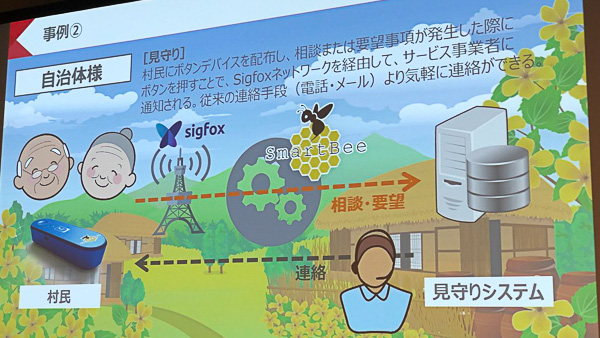 事例②
自治体様
[見守り]
村民にボタンデバイスを配布し、相談または要望事項が発生した際に
ボタンを押すことで、Sigfoxネットワークを経由して、サービス事業者に
通知される。従来の連絡手段（電話・メール）より気軽に連絡ができる。
sigfox
SmartBee
相談・要望
連絡
村民
見守りシステム